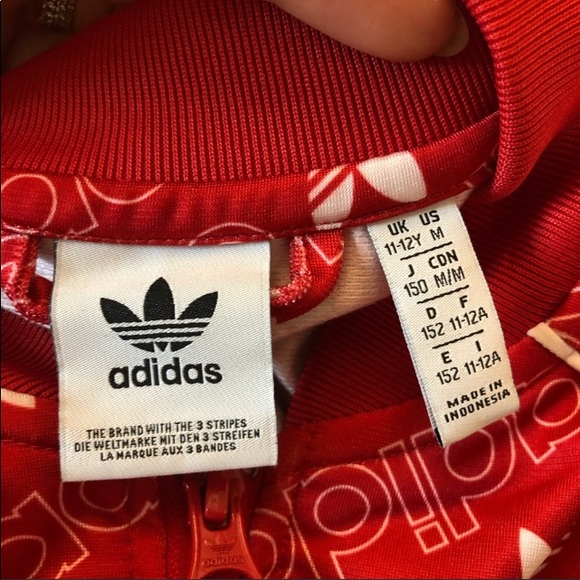 adidas
THE BRAND WITH THE 3 STRIPES
DIE WELTMARKE MIT DEN 3 STREIFEN
LA MARQUE AUX 3 BANDES
UK US
11-12Y M
J CDN
150 M/M
D F
152 11-12A
E I
152 11-12A
MADE IN
INDONESIA
adidas